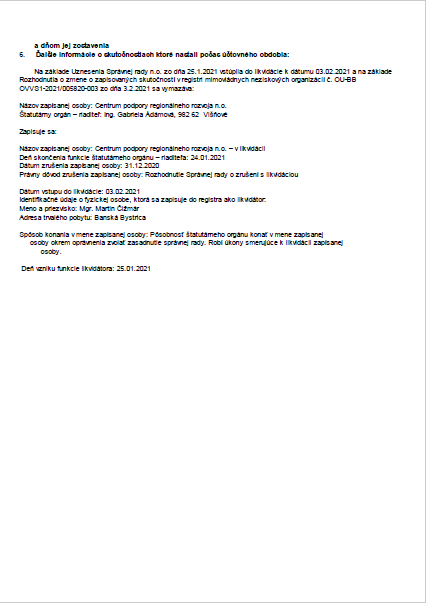 a dňom jej zostavenia
6. Ďalšie informácie o skutočnostiach ktoré nastali počas účtovného obdobia:
Na základe Uznesenia Správnej rady n.o. zo dňa 25.1.2021 vstúpila do likvidácie k dátumu 03.02.2021 a na základe
Rozhodnutia o zmene o zapisovaných skutočností v registri mimovládnych neziskových organizácií č. OU-BB
OVVS1-2021/005820-003 zo dňa 3.2.2021 sa vymazáva:
Názov zapísanej osoby: Centrum podpory regionálneho rozvoja n.o.
Štatutárny orgán – riaditeľ: Ing. Gabriela Ádámová, 982 62 Višňové
Zapisuje sa:
Názov zapísanej osoby: Centrum podpory regionálneho rozvoja n.o. – v likvidácii
Deň skončenia funkcie štatutárneho orgánu – riaditeľa: 24.01.2021
Dátum zrušenia zapísanej osoby: 31.12.2020
Právny dôvod zrušenia zapísanej osoby: Rozhodnutie Správnej rady o zrušení s likvidáciou
Dátum vstupu do likvidácie: 03.02.2021
Identifikačné údaje o fyzickej osobe, ktorá sa zapisuje do registra ako likvidátor:
Meno a priezvisko: Mgr. Martin Čižmár
Adresa trvalého pobytu: Banská Bystrica
Spôsob konania v mene zapísanej osoby: Pôsobnosť štatutárneho orgánu konať v mene zapísanej
osoby okrem oprávnenia zvolať zasadnutie správnej rady. Robí úkony smerujúce k likvidácii zapísanej
osoby.
Deň vzniku funkcie likvidátora: 25.01.2021